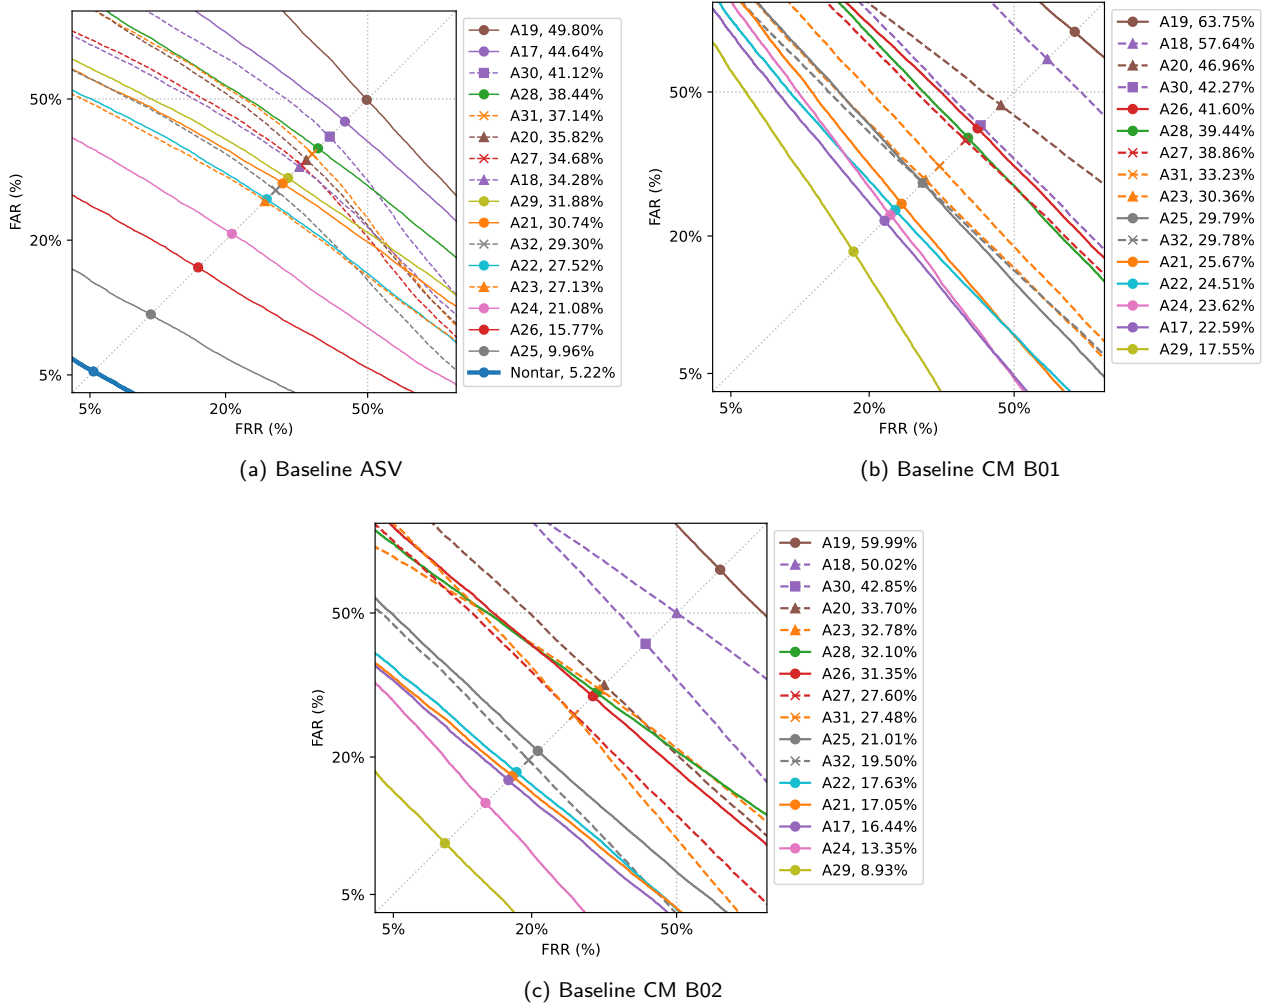 50%
20%
5%
FAR (%)
5%
20%
50%
FRR (%)
A19, 49.80%
A17, 44.64%
A30, 41.12%
A28, 38.44%
A31, 37.14%
A20, 35.82%
A27, 34.68%
A18, 34.28%
A29, 31.88%
A21, 30.74%
A32, 29.30%
A22, 27.52%
A23, 27.13%
A24, 21.08%
A26, 15.77%
A25, 9.96%
Nontar, 5.22%
(a) Baseline ASV
50%
20%
5%
FAR (%)
5%
20%
50%
FRR (%)
A19, 63.75%
A18, 57.64%
A20, 46.96%
A30, 42.27%
A26, 41.60%
A28, 39.44%
A27, 38.86%
A31, 33.23%
A23, 30.36%
A25, 29.79%
A32, 29.78%
A21, 25.67%
A22, 24.51%
A24, 23.62%
A17, 22.59%
A29, 17.55%
(b) Baseline CM B01
50%
20%
5%
FAR (%)
5%
20%
50%
FRR (%)
A19, 59.99%
A18, 50.02%
A30, 42.85%
A20, 33.70%
A23, 32.78%
A28, 32.10%
A26, 31.35%
A27, 27.60%
A31, 27.48%
A25, 21.01%
A32, 19.50%
A22, 17.63%
A21, 17.05%
A17, 16.44%
A24, 13.35%
A29, 8.93%
(c) Baseline CM B02